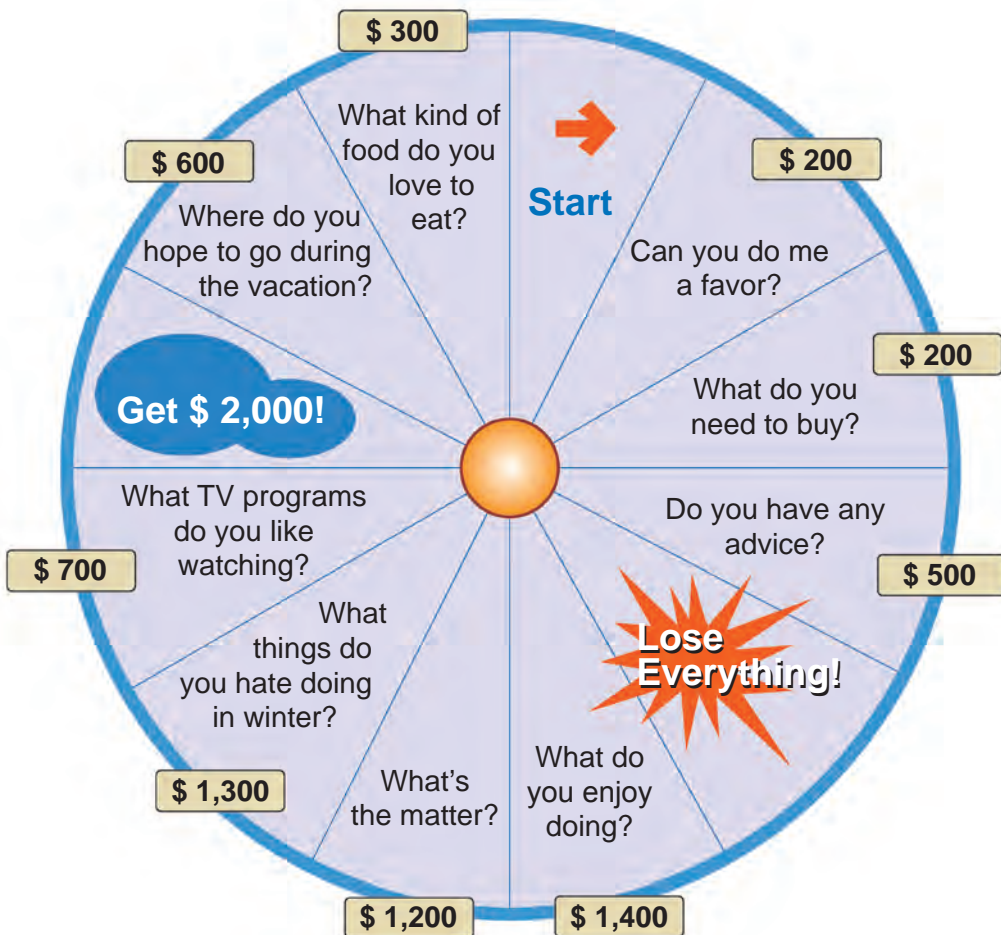 Start
$ 200
Can you do me
a favor?
$ 200
What do you
need to buy?
$ 500
Do you have any
advice?
Lose
Everything!
$ 1,400
What do
you enjoy
doing?
$ 1,200
What's
the matter?
$ 1,300
What
things do
you hate doing
in winter?
$ 700
What TV programs
do you like
watching?
Get $ 2,000!
$ 600
Where do you
hope to go during
the vacation?
$ 300
What kind of
food do you
love to
eat?